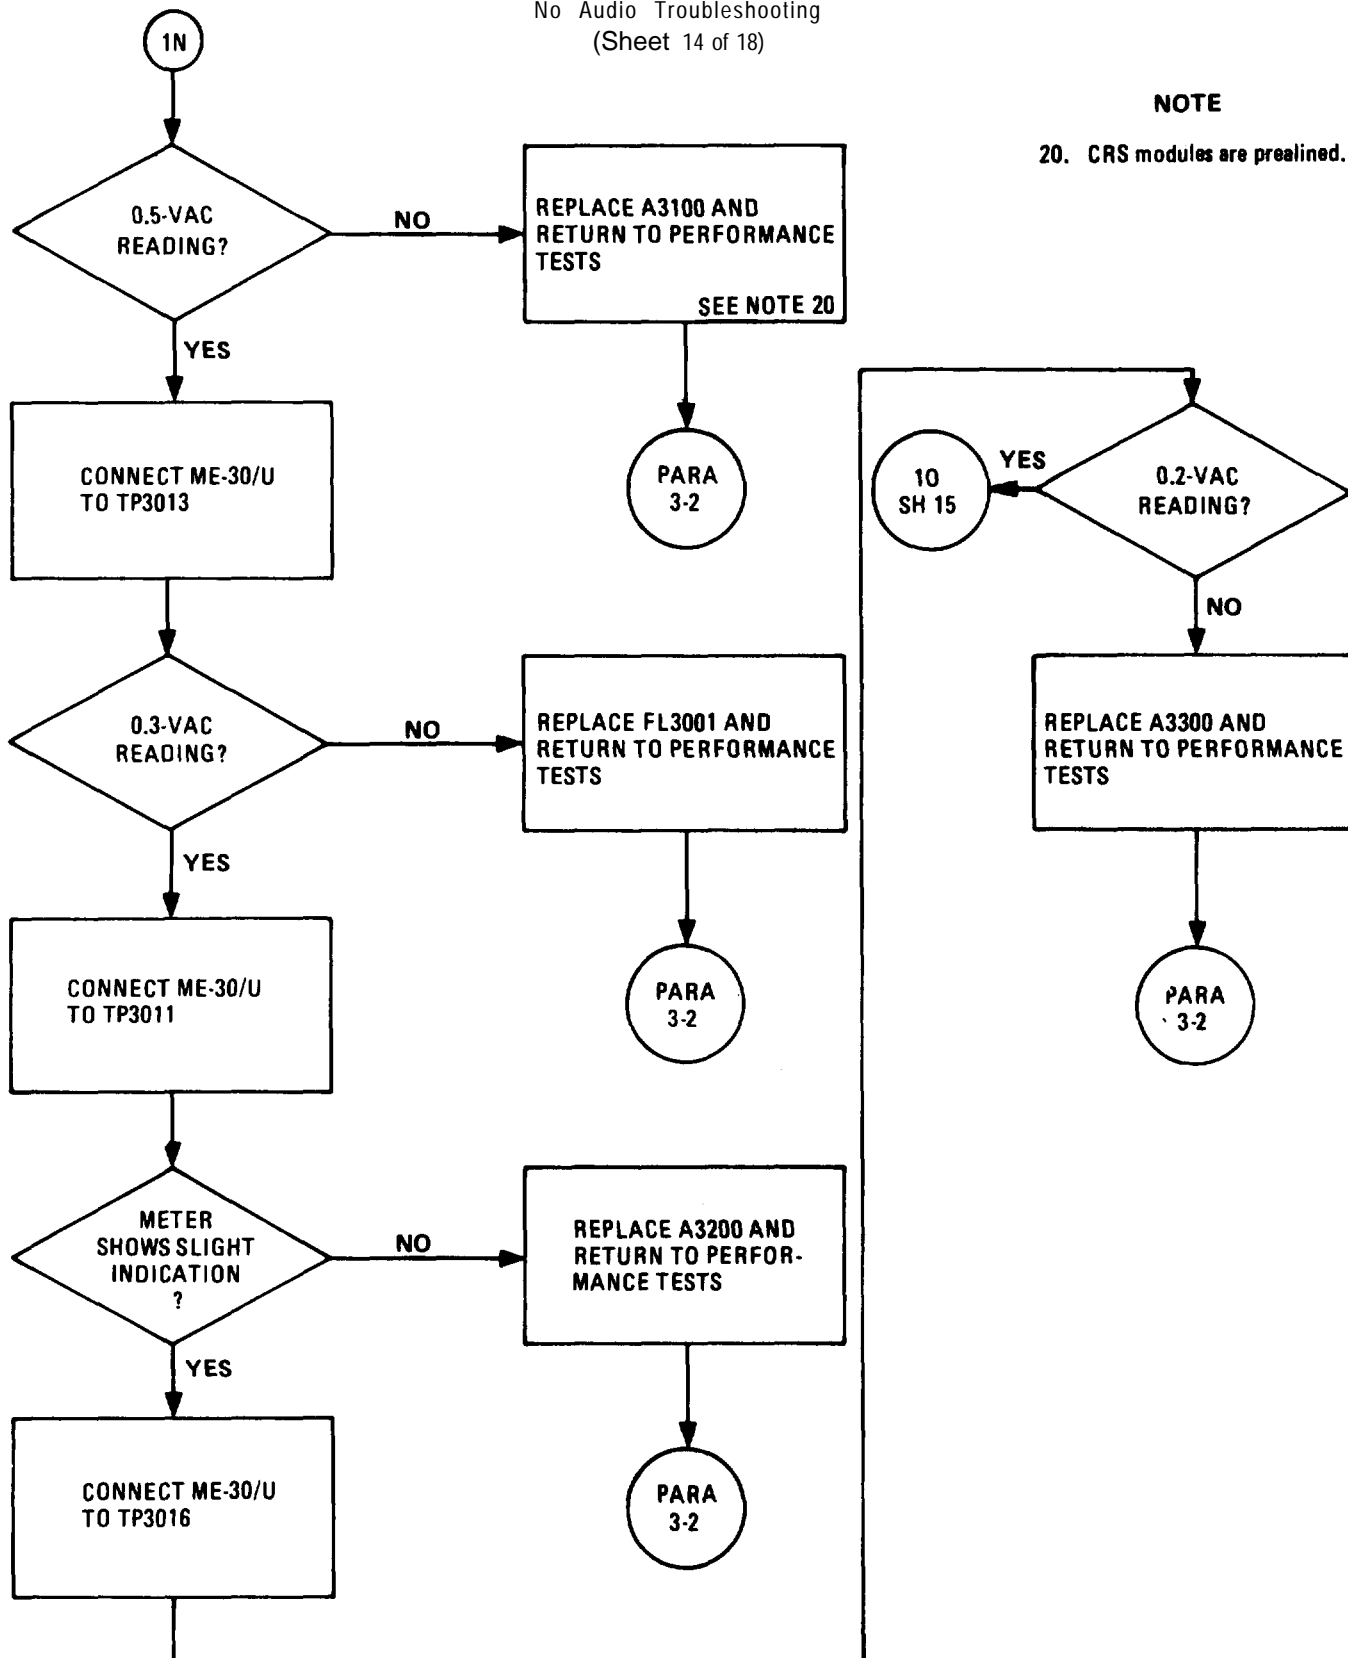 No Audio Troubleshooting
(Sheet 14 of 18)
1N
NOTE
20. CRS modules are prealined.
0.5-VAC
READING?
NO
REPLACE A3100 AND
RETURN TO PERFORMANCE
TESTS
SEE NOTE 20
YES
PARA
3-2
CONNECT ME-30/U
TO TP3013
0.3-VAC
READING?
NO
REPLACE FL3001 AND
RETURN TO PERFORMANCE
TESTS
YES
PARA
3-2
CONNECT ME-30/U
TO TP3011
METER
SHOWS SLIGHT
INDICATION
?
NO
REPLACE A3200 AND
RETURN TO PERFOR-
MANCE TESTS
YES
PARA
3-2
CONNECT ME-30/U
TO TP3016
0.2-VAC
READING?
YES
1O
SH 15
NO
REPLACE A3300 AND
RETURN TO PERFORMANCE
TESTS
PARA
3-2